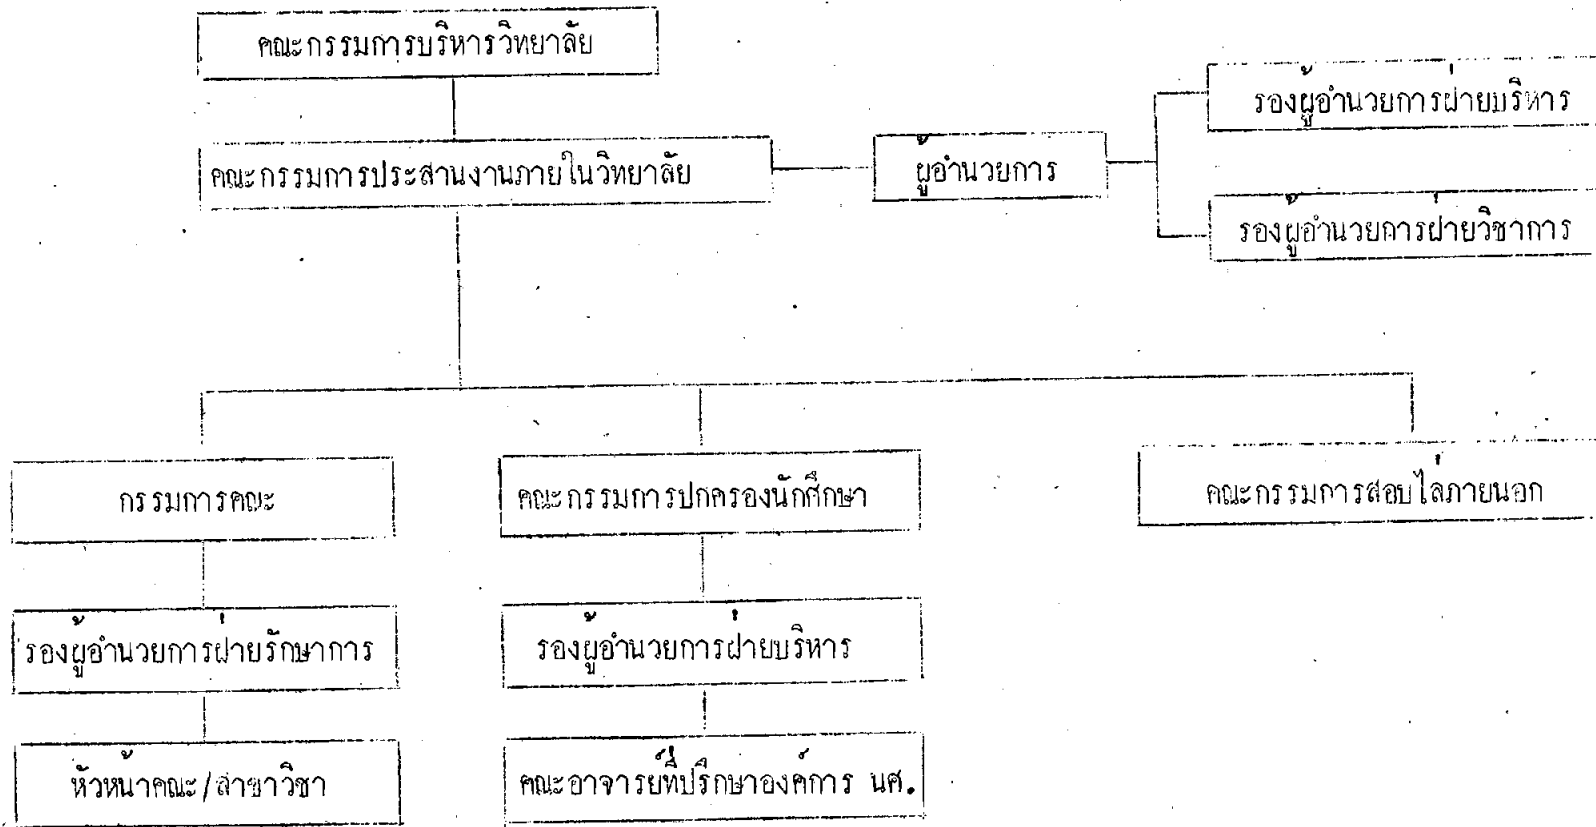 คณะกรรมการบริหารวิทยาลัย
รองผู้อำนวยการฝ่ายบริหาร
คณะกรรมการประสานงานภายในวิทยาลัย
ผู้อำนวยการ
รองผู้อำนวยการฝ่ายวิชาการ
กรรมการคณะ
คณะกรรมการปกครองนักศึกษา
คณะกรรมการสอบไล่ภายนอก
รองผู้อำนวยการฝ่ายรักษาการ
รองผู้อำนวยการฝ่ายบริหาร
หัวหน้าคณะ/สาขาวิชา
คณะอาจารย์ที่ปรึกษาองค์การ นศ.